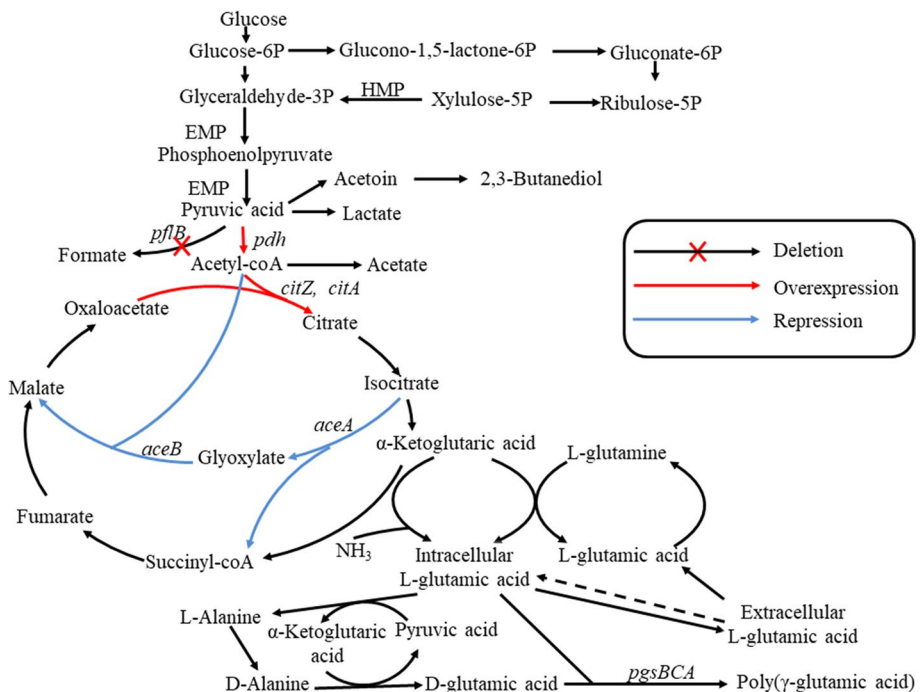 Glucose
Glucose-6P
Glucono-1,5-lactone-6P
Gluconate-6P
Glyceraldehyde-3P
HMP
Xylulose-5P
Ribulose-5P
EMP
Phosphoenolpyruvate
EMP
Acetoin
2,3-Butanediol
Pyruvic acid
Lactate
pflB
pdh
Formate
Acetyl-coA
Acetate
Deletion
Overexpression
Repression
citZ, citA
Oxaloacetate
Citrate
Malate
Isocitrate
aceA
aceB
Glyoxylate
α-Ketoglutaric acid
L-glutamine
Fumarate
Succinyl-coA
NH3
Intracellular
L-glutamic acid
L-glutamic acid
Extracellular
L-glutamic acid
L-Alanine
α-Ketoglutaric
acid
Pyruvic acid
D-Alanine
D-glutamic acid
pgsBCA
Poly(γ-glutamic acid)